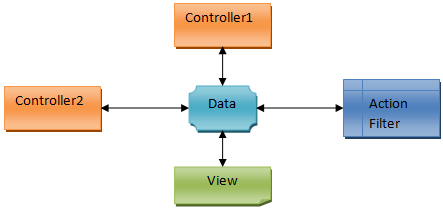 Controller1
Controller2
Data
Action
Filter
View